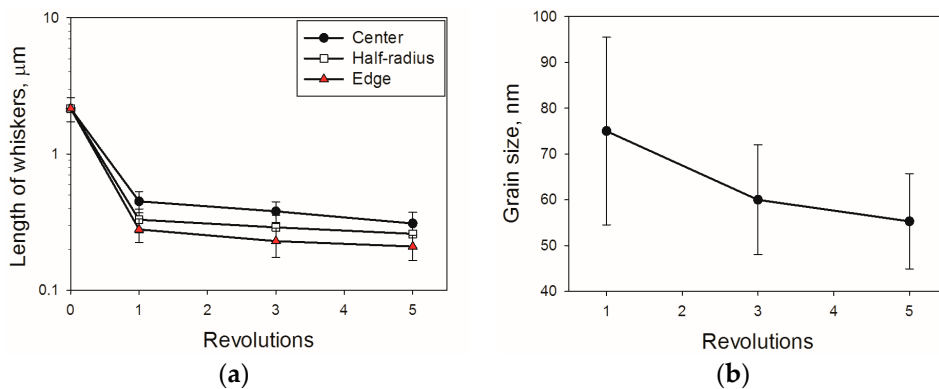 Length of whiskers, μm
10
1
0.1
0 1 2 3 4 5
Revolutions
Center
Half-radius
Edge
(a)
Grain size, nm
100
90
80
70
60
50
40
1 2 3 4 5
Revolutions
(b)